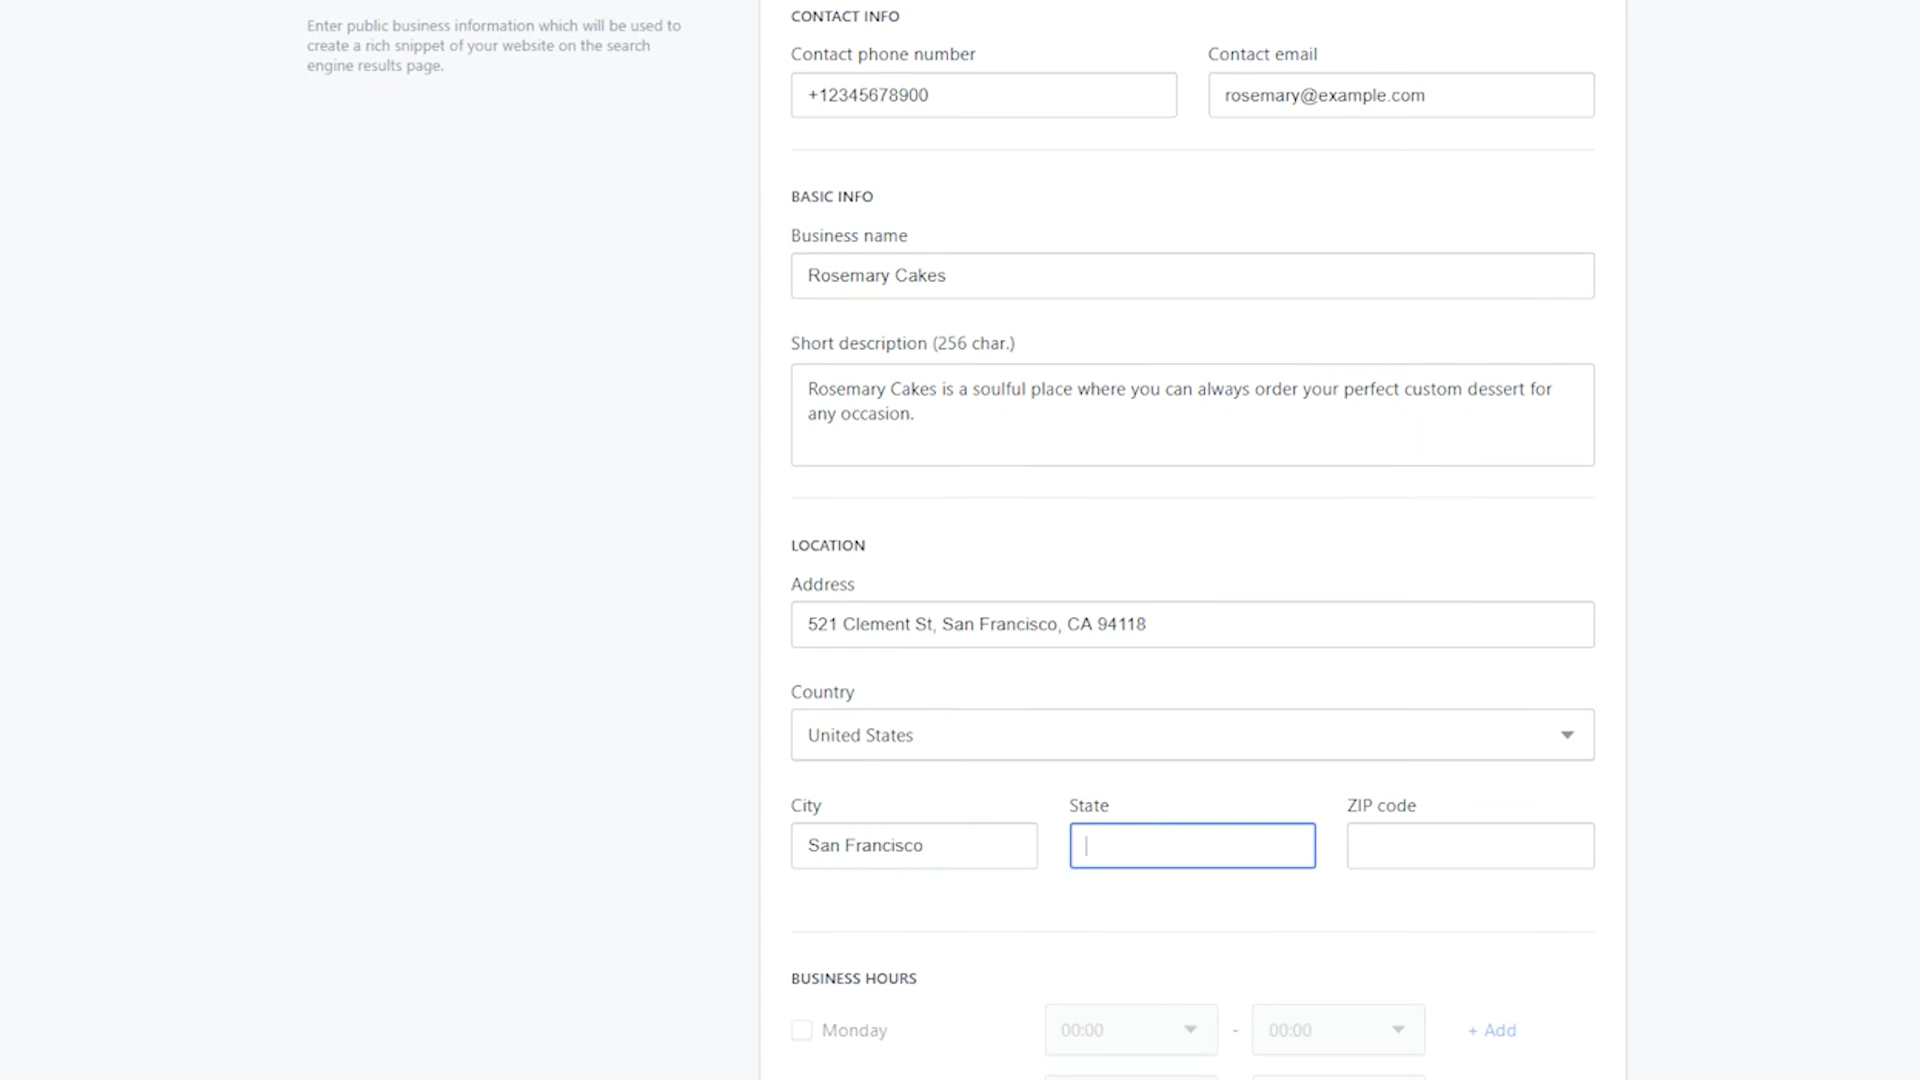 Enter public business information which will be used to
create a rich snippet of your website on the search
engine results page.
CONTACT INFO
Contact phone number
Contact email
+12345678900
rosemary@example.com
BASIC INFO
Business name
Rosemary Cakes
Short description (256 char.)
Rosemary Cakes is a soulful place where you can always order your perfect custom dessert for
any occasion.
LOCATION
Address
521 Clement St, San Francisco, CA 94118
Country
United States
City
State
ZIP code
San Francisco
BUSINESS HOURS
Monday
00:00
-
00:00
+ Add